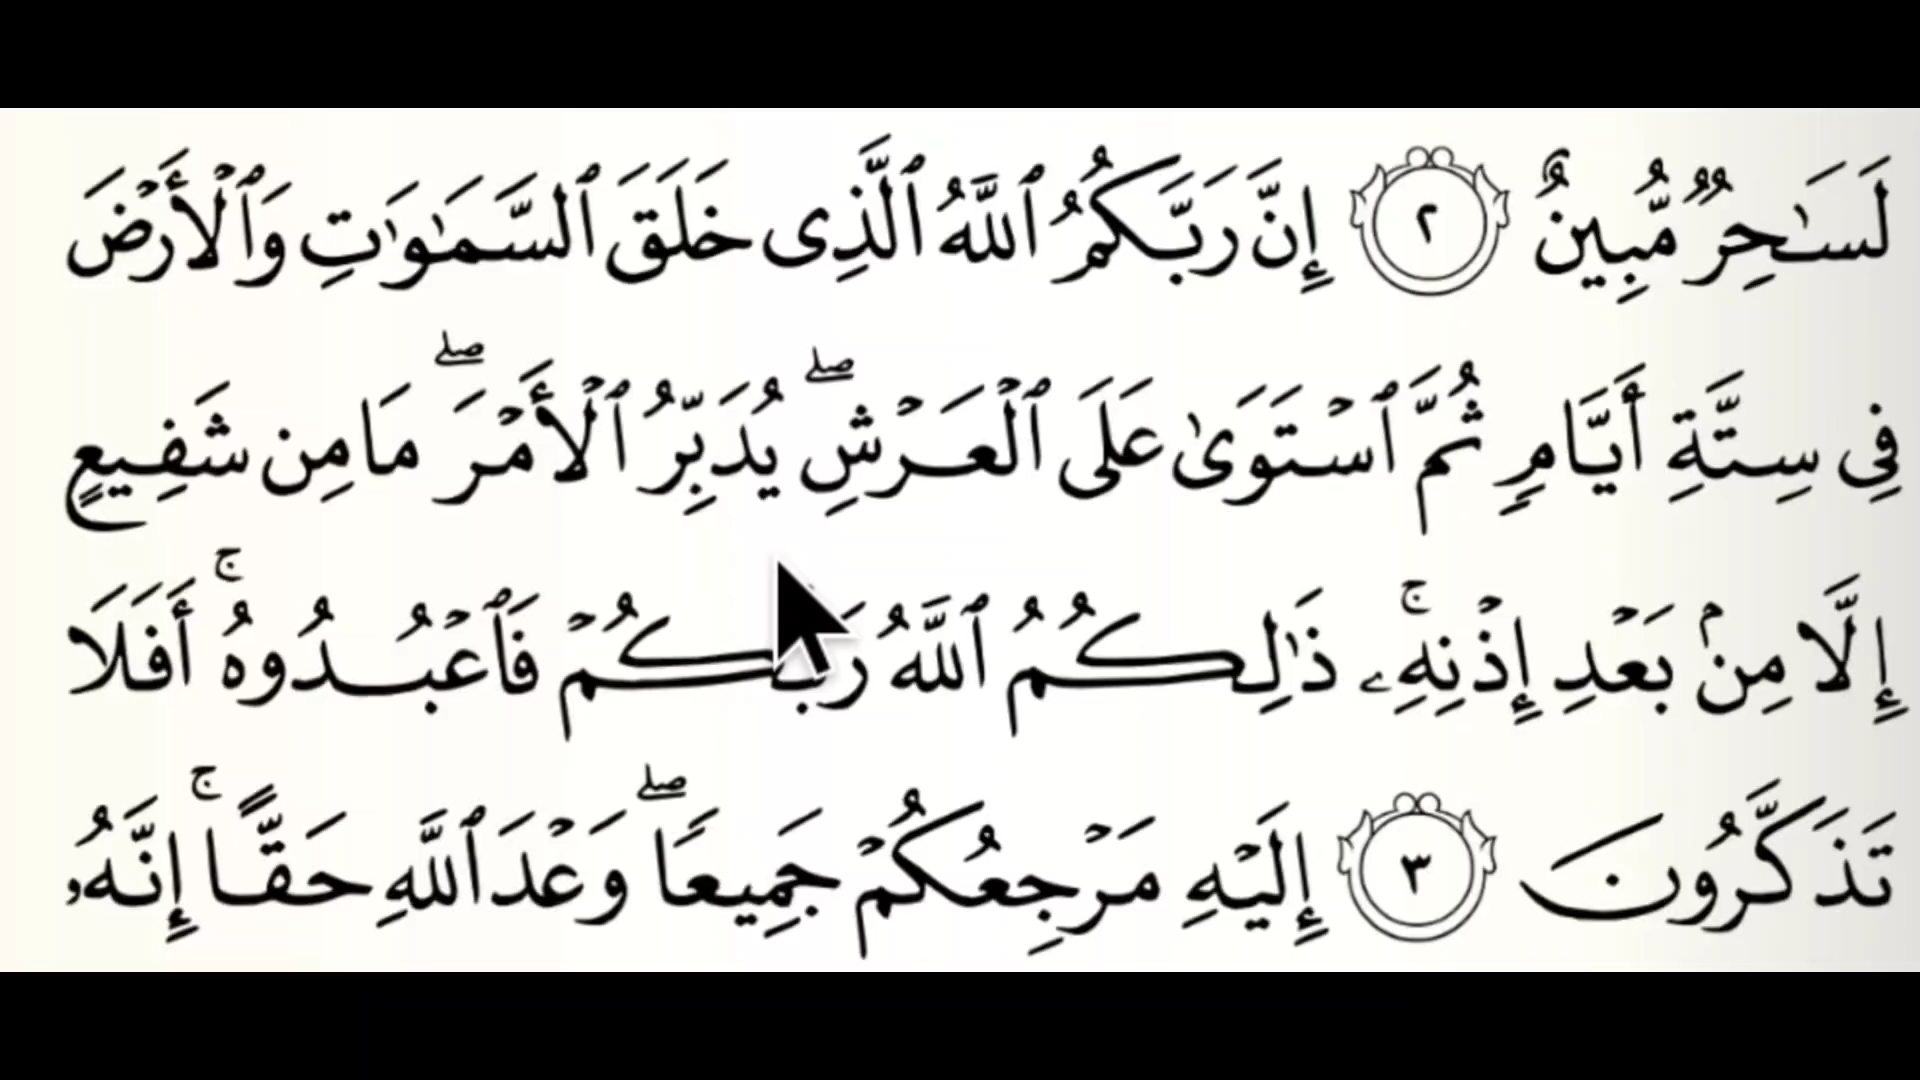 لَسَـٰحِرٌ مُّبِينٌ ٢ إِنَّ رَبَّكُمُ ٱللَّهُ ٱلَّذِى خَلَقَ ٱلسَّمَـٰوَٰتِ وَٱلْأَرْضَ
فِى سِتَّةِ أَيَّامٍ ثُمَّ ٱسْتَوَىٰ عَلَى ٱلْعَرْشِ ۖ يُدَبِّرُ ٱلْأَمْرَ ۖ مَا مِن شَفِيعٍ
إِلَّا مِنۢ بَعْدِ إِذْنِهِۦ ۚ ذَٰلِكُمُ ٱللَّهُ رَبُّكُمْ فَٱعْبُدُوهُ ۚ أَفَلَا
تَذَكَّرُونَ ٣ إِلَيْهِ مَرْجِعُكُمْ جَمِيعًا ۖ وَعْدَ ٱللَّهِ حَقًّا ۚ إِنَّهُۥ